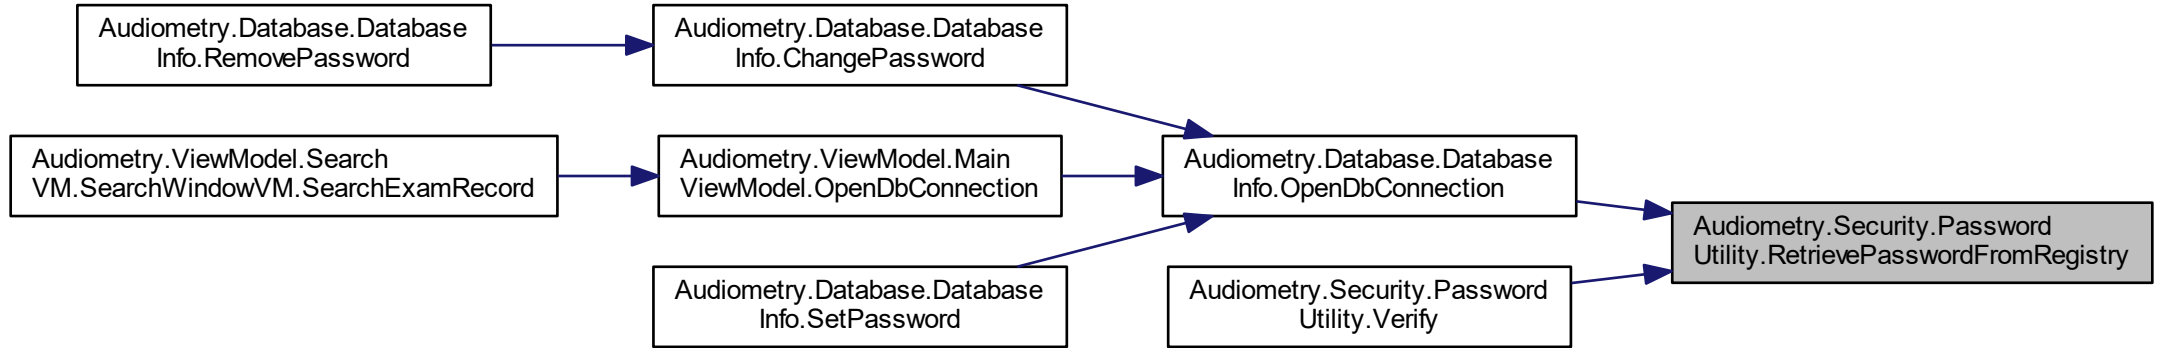 Audiometry.Database.Database
Info.RemovePassword
Audiometry.Database.Database
Info.ChangePassword
Audiometry.ViewModel.Search
VM.SearchWindowVM.SearchExamRecord
Audiometry.ViewModel.Main
ViewModel.OpenDbConnection
Audiometry.Database.Database
Info.OpenDbConnection
Audiometry.Security.Password
Utility.RetrievePasswordFromRegistry
Audiometry.Database.Database
Info.SetPassword
Audiometry.Security.Password
Utility.Verify